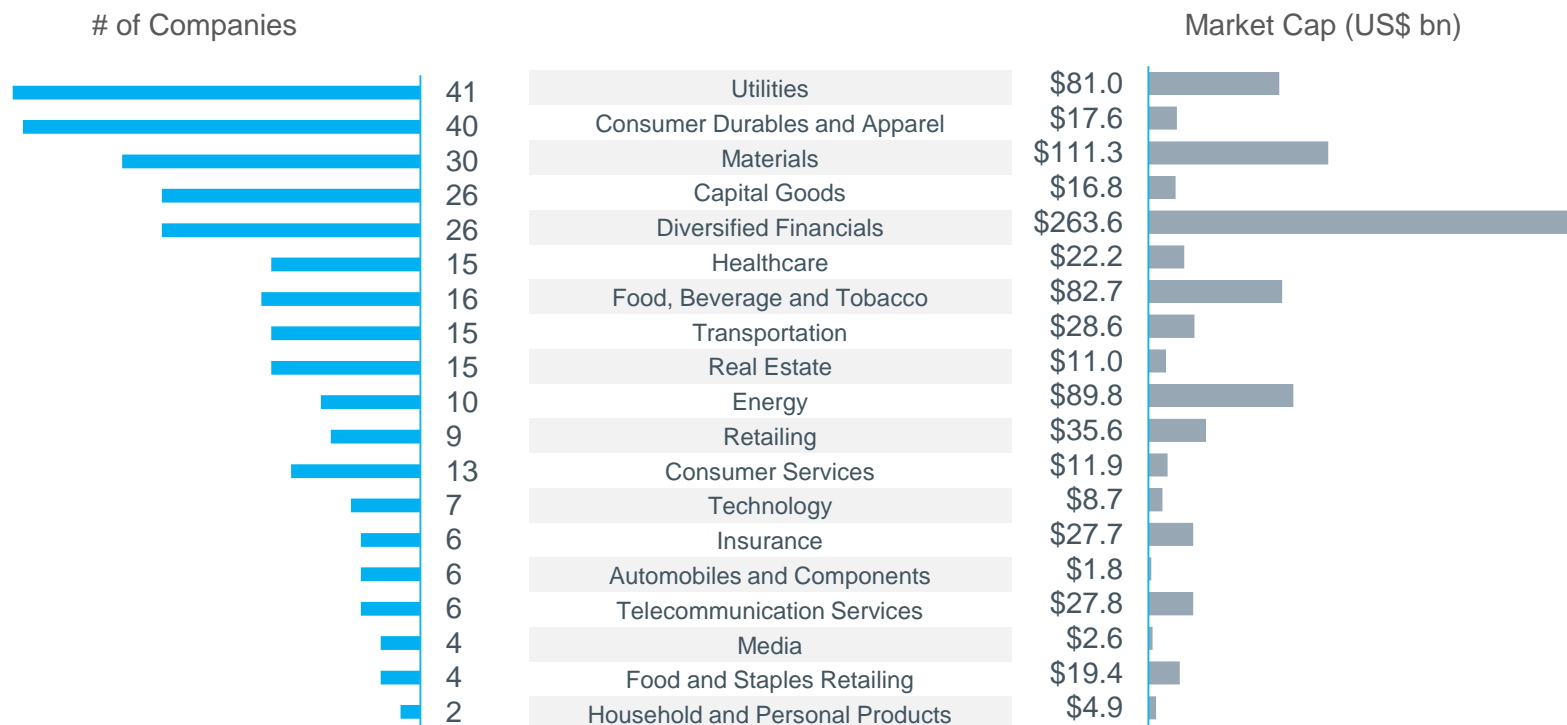 # of Companies Market Cap (US$ bn)
41 Utilities $81.0
40 Consumer Durables and Apparel $17.6
30 Materials $111.3
26 Capital Goods $16.8
26 Diversified Financials $263.6
15 Healthcare $22.2
16 Food, Beverage and Tobacco $82.7
15 Transportation $28.6
15 Real Estate $11.0
10 Energy $89.8
9 Retailing $35.6
13 Consumer Services $11.9
7 Technology $8.7
6 Insurance $27.7
6 Automobiles and Components $1.8
6 Telecommunication Services $27.8
4 Media $2.6
4 Food and Staples Retailing $19.4
2 Household and Personal Products $4.9